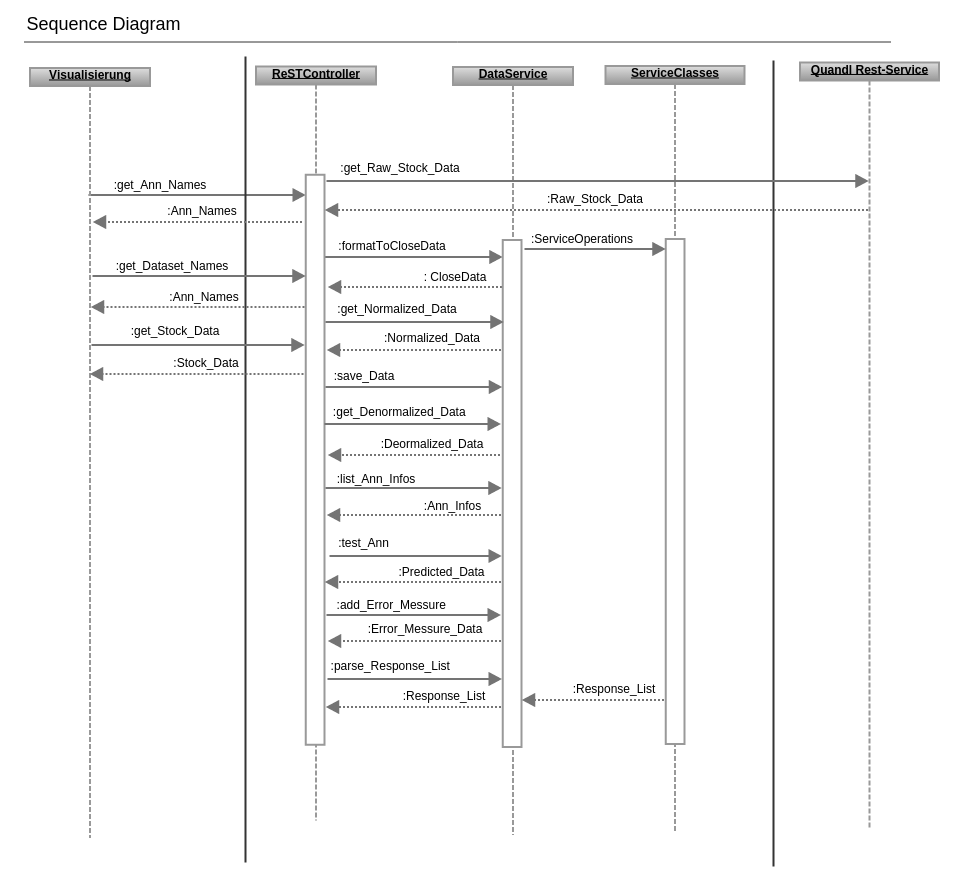 Sequence Diagram
Visualisierung
ReSTController
DataService
ServiceClasses
Quandl Rest-Service
:get_Raw_Stock_Data
:get_Ann_Names
:Raw_Stock_Data
:Ann_Names
:ServiceOperations
:formatToCloseData
:get_Dataset_Names
: CloseData
:Ann_Names
:get_Normalized_Data
:get_Stock_Data
:Normalized_Data
:Stock_Data
:save_Data
:get_Denormalized_Data
:Deormalized_Data
:list_Ann_Infos
:Ann_Infos
:test_Ann
:Predicted_Data
:add_Error_Messure
:Error_Messure_Data
:parse_Response_List
:Response_List
:Response_List